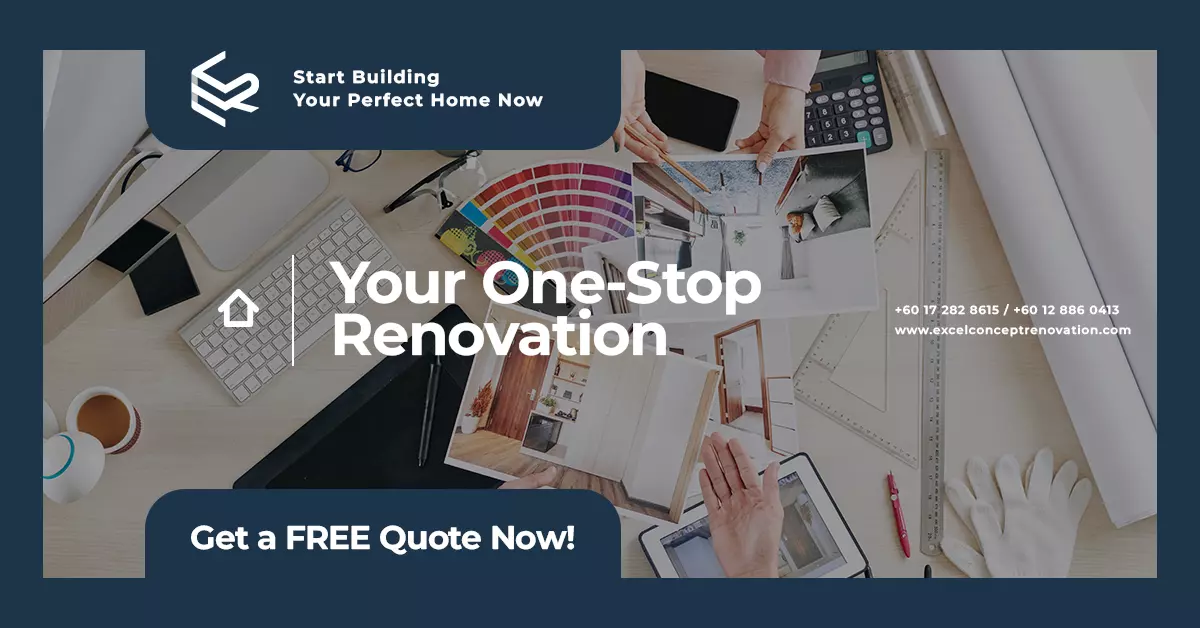 Start Building
Your Perfect Home Now
Your One-Stop
Renovation
+60 17 282 8615 / +60 12 886 0413
www.excelconceptrenovation.com
Get a FREE Quote Now!